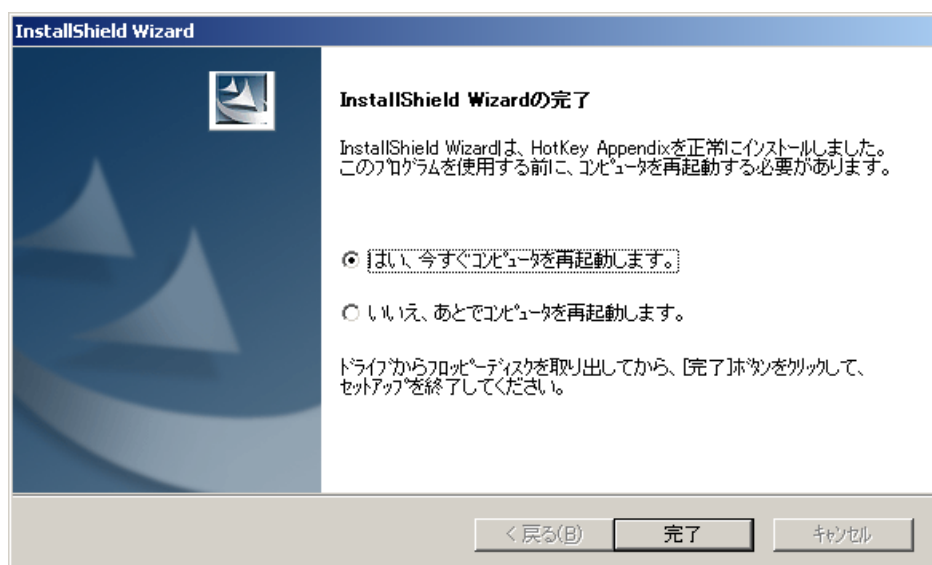 InstallShield Wizard
InstallShield Wizardの完了
InstallShield Wizardは、HotKey Appendixを正常にインストールしました。
このプログラムを使用する前に、コンピュータを再起動する必要があります。
はい、今すぐコンピュータを再起動します。
いいえ、あとでコンピュータを再起動します。
ドライブからフロッピーディスクを取り出してから、[完了]ボタンをクリックして、
セットアップを終了してください。
< 戻る(B)
完了
キャンセル